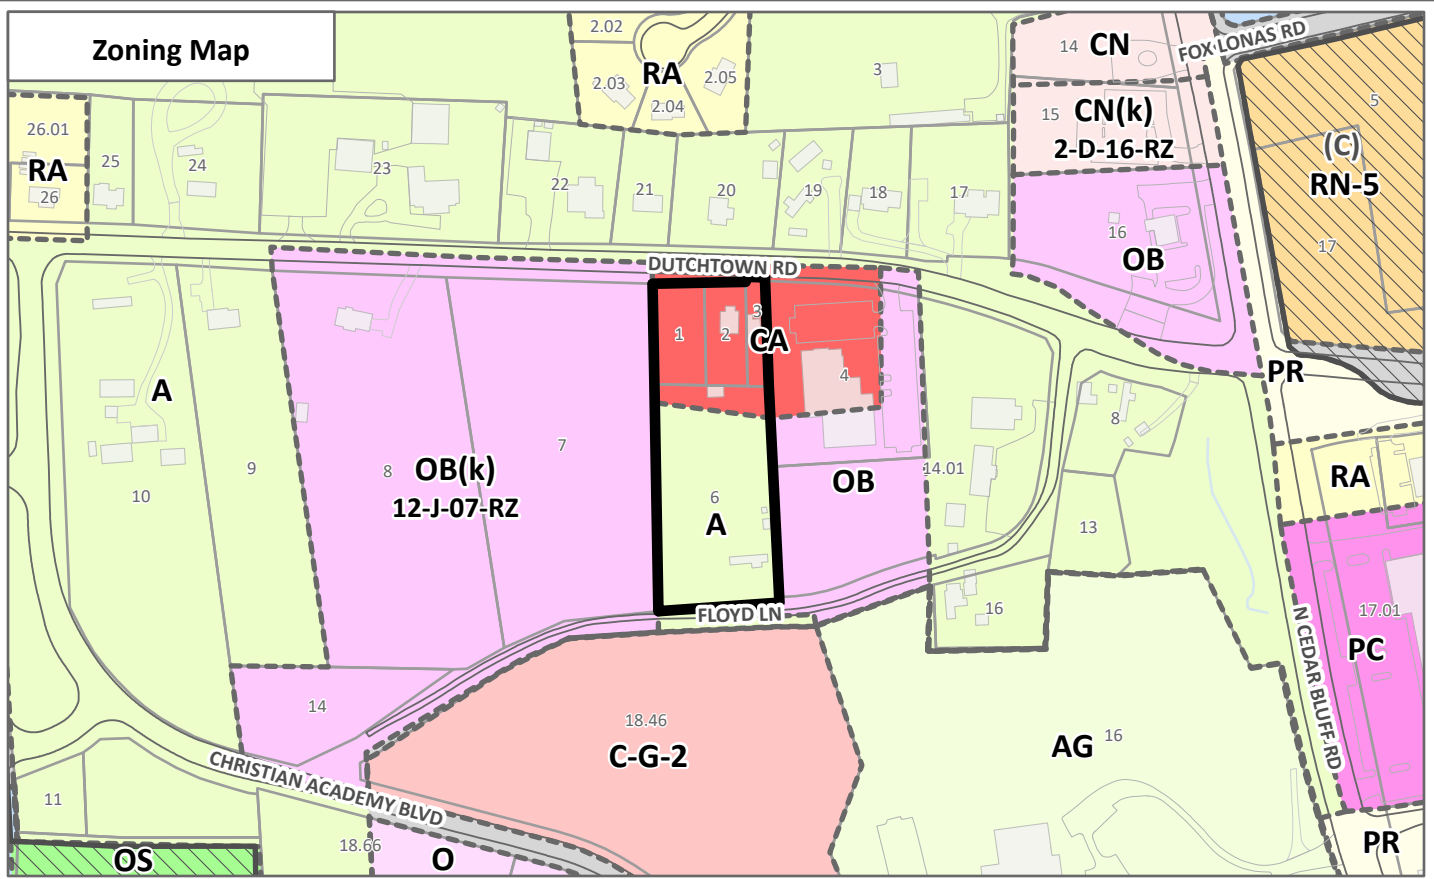 Zoning Map
2.02
RA
2.03
2.05
2.04
3
14
CN
FOX LONAS RD
15
CN(k)
2-D-16-RZ
5
(C)
RN-5
17
26.01
RA
26
25
24
23
22
21
20
19
18
17
16
OB
DUTCHTOWN RD
1
2
3
CA
4
PR
A
9
10
8
OB(k)
12-J-07-RZ
7
6
A
OB
14.01
8
13
RA
FLOYD LN
16
N CEDAR BLUFF RD
17.01
PC
14
18.46
C-G-2
AG
16
CHRISTIAN ACADEMY BLVD
11
18.66
O
OS
PR